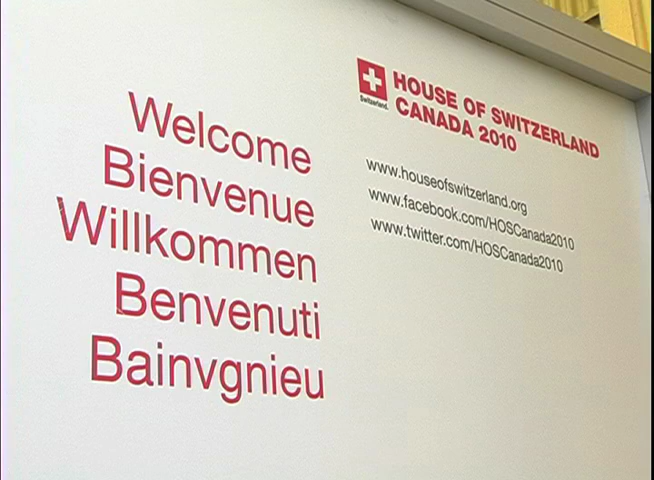 Welcome
Bienvenue
Willkommen
Benvenuti
Bainvgnieu
Switzerland.
HOUSE OF SWITZERLAND
CANADA 2010
www.houseofswitzerland.org
www.facebook.com/HOSCanada2010
www.twitter.com/HOSCanada2010